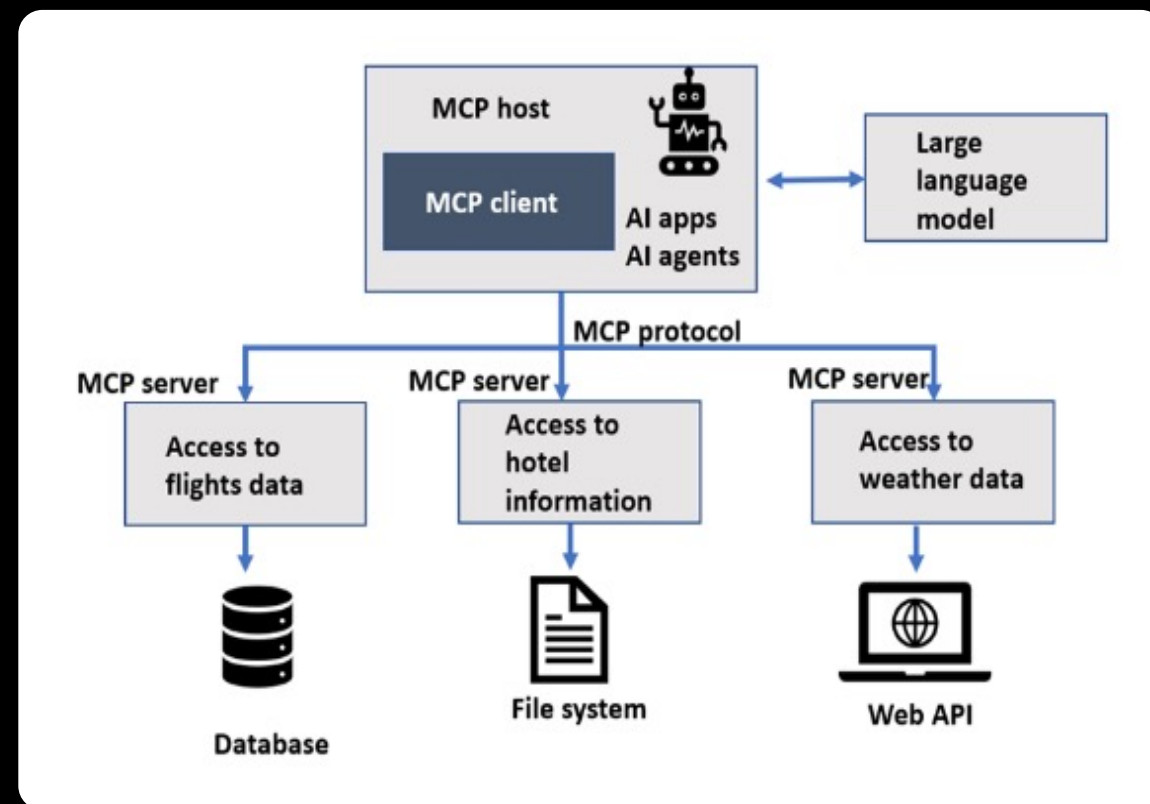 MCP host
MCP client
AI apps
AI agents
Large
language
model
MCP protocol
MCP server
MCP server
MCP server
Access to
flights data
Access to
hotel
information
Access to
weather data
Database
File system
Web API